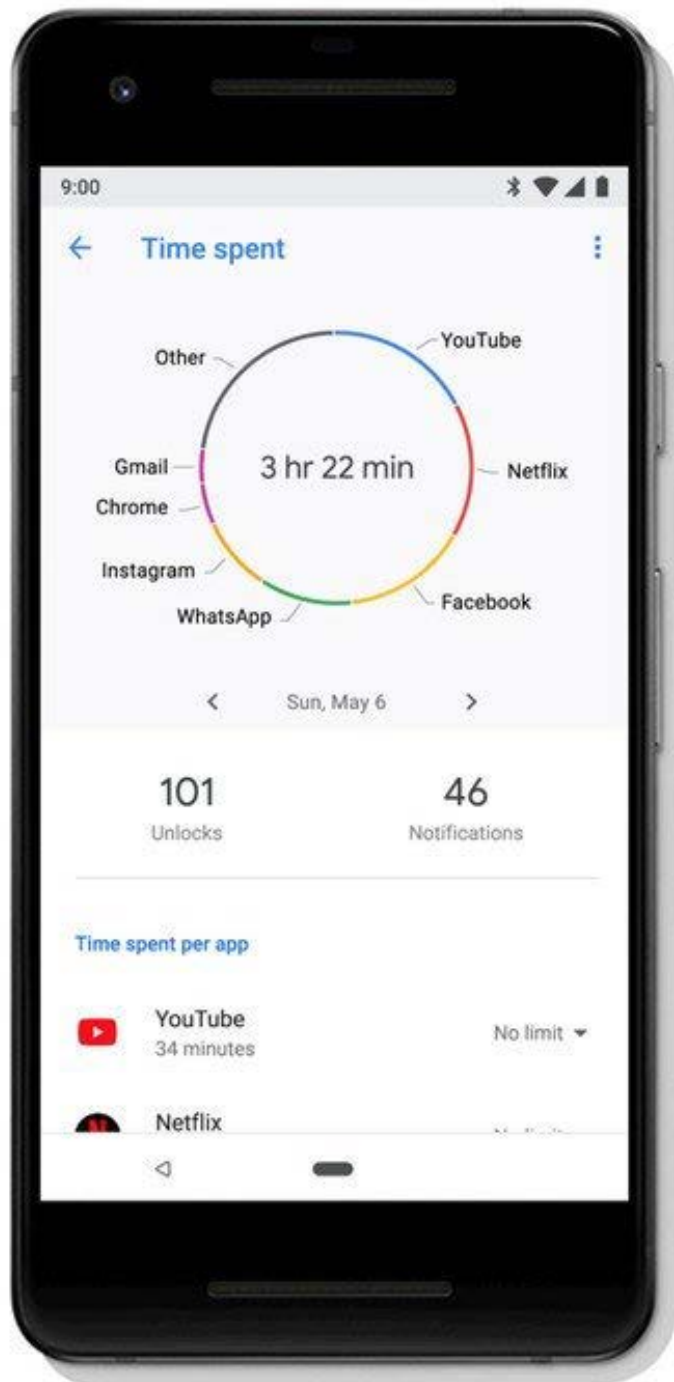 9:00
Time spent
Other
YouTube
Gmail
3 hr 22 min
Netflix
Chrome
Instagram
Facebook
WhatsApp
Sun, May 6
101
46
Unlocks
Notifications
Time spent per app
YouTube
34 minutes
No limit
Netflix